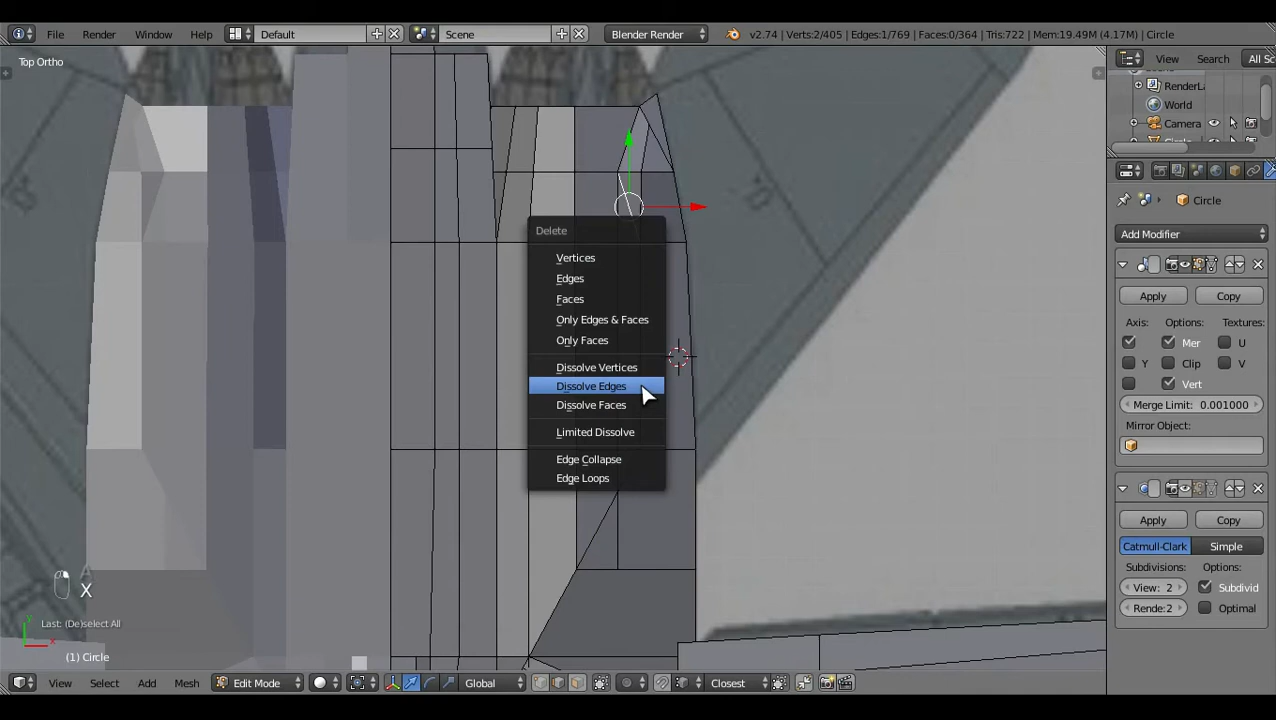 File Render Window Help Default Scene Blender Render v2.74 | Verts:2/405 | Edges:1/769 | Faces:0/364 | Tris:722 | Mem:19.49M (4.17M) | Circle
Top Ortho
View Search All Sc
RenderLa
World
Camera
Circle
Add Modifier
Apply Copy
Axis: Options: Textures:
X Mer U
Y Clip V
Vert
Merge Limit: 0.001000
Mirror Object:
Apply Copy
Catmull-Clark Simple
Subdivisions: Options:
View: 2 Subdivid
Rende:2 Optimal
Delete
Vertices
Edges
Faces
Only Edges & Faces
Only Faces
Dissolve Vertices
Dissolve Edges
Dissolve Faces
Limited Dissolve
Edge Collapse
Edge Loops
A
X
Last: (De)select All
y
x
(1) Circle
View Select Add Mesh Edit Mode Global Closest